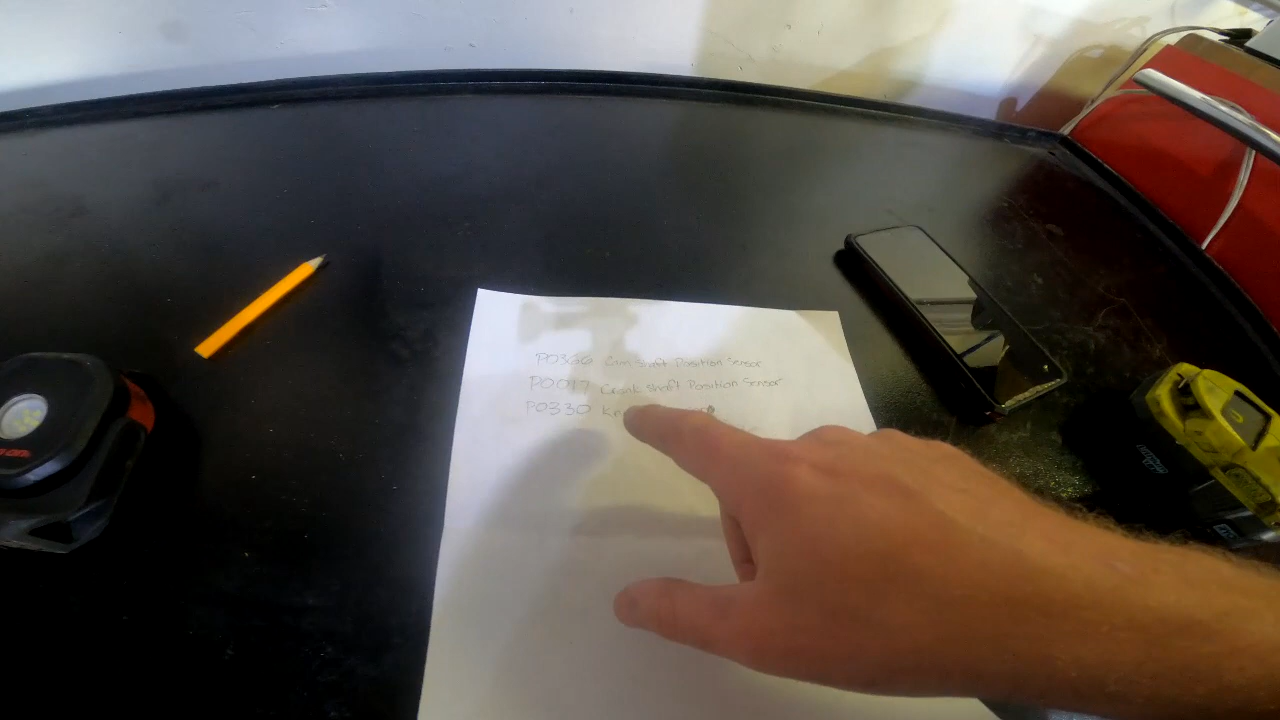 P0366 Cam Shaft Position Sensor
P0017 Crank Shaft Position Sensor
P0330